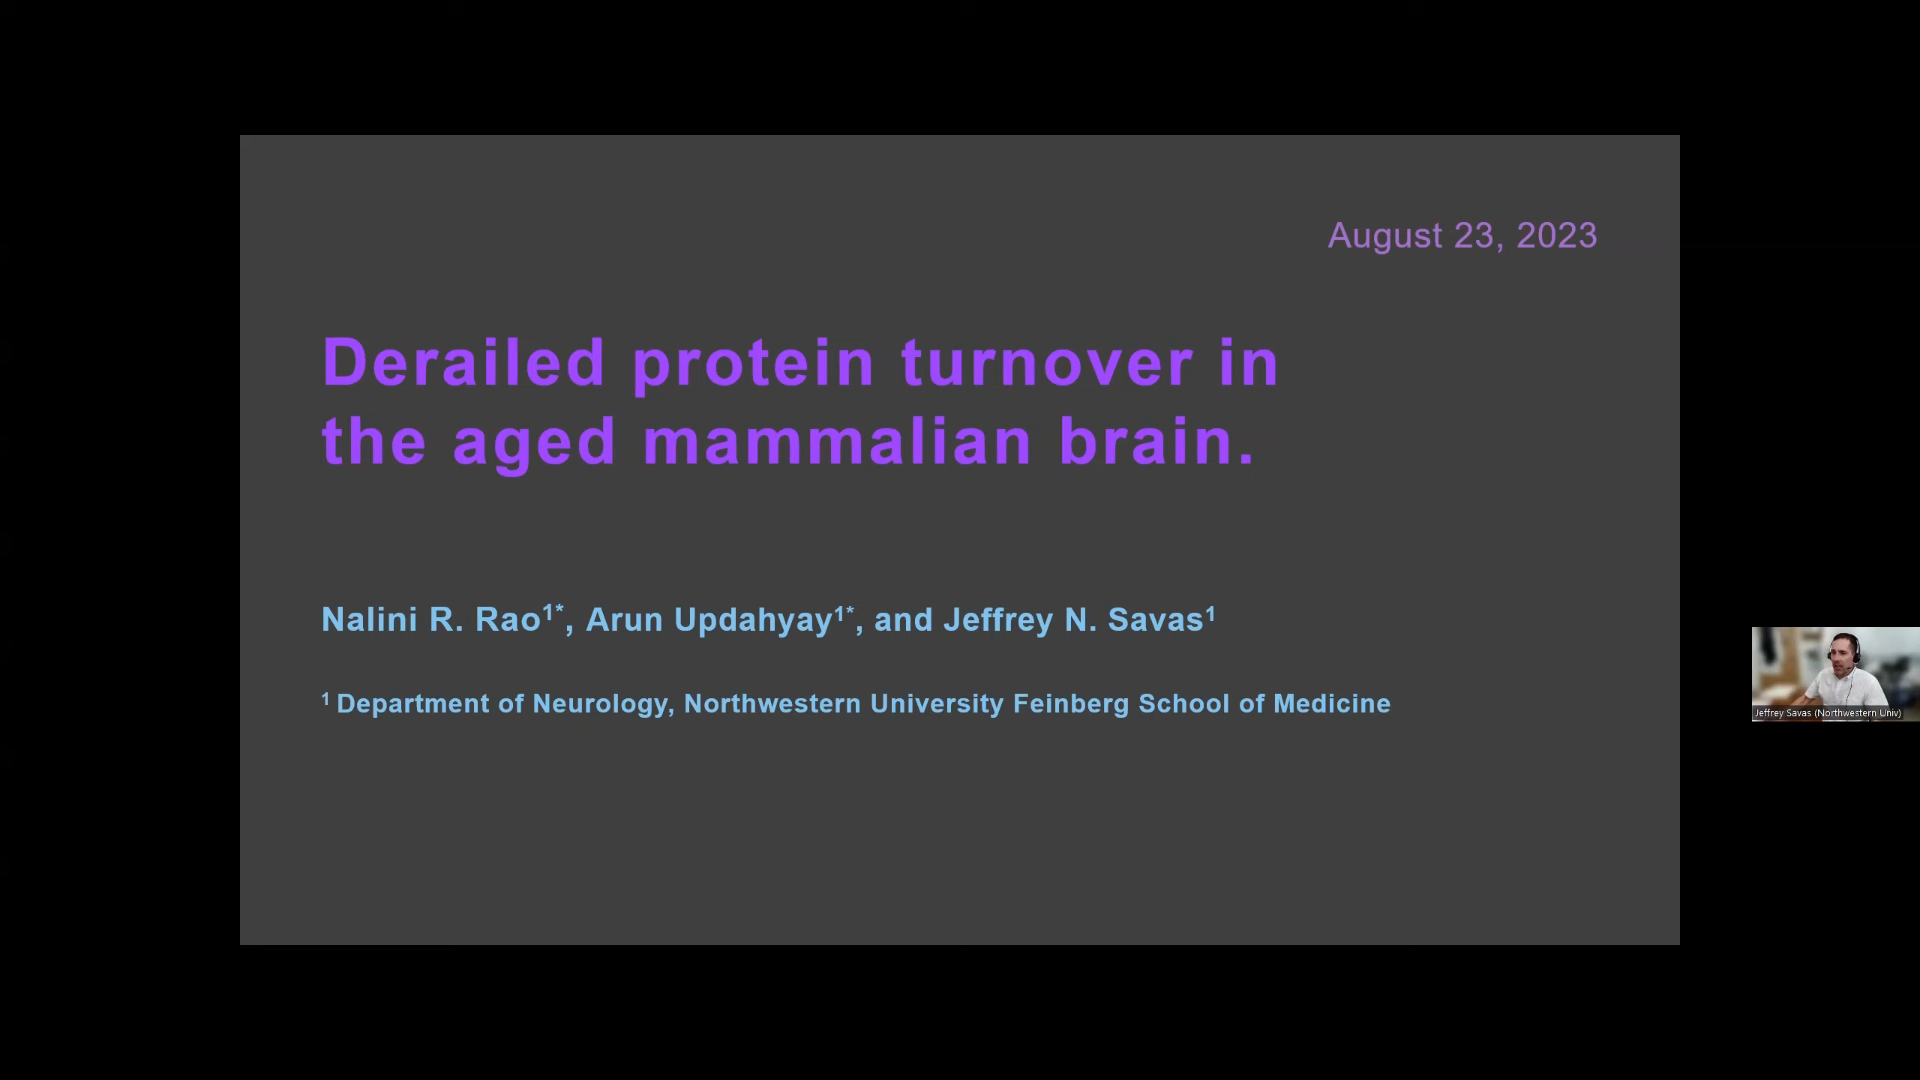 August 23, 2023
Derailed protein turnover in
the aged mammalian brain.
Nalini R. Rao1*, Arun Updahyay1*, and Jeffrey N. Savas1
1 Department of Neurology, Northwestern University Feinberg School of Medicine
Jeffrey Savas (Northwestern Univ)